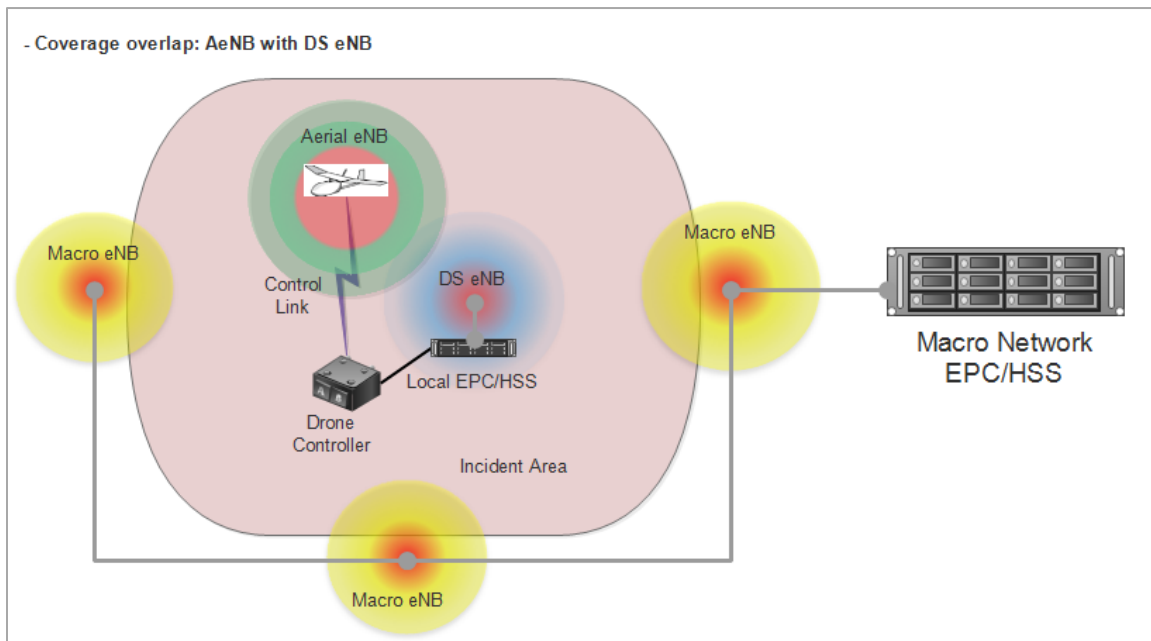 - Coverage overlap: AeNB with DS eNB
Aerial eNB
Macro eNB
Macro eNB
Control
Link
DS eNB
Macro Network
EPC/HSS
Local EPC/HSS
Drone
Controller
Incident Area
Macro eNB